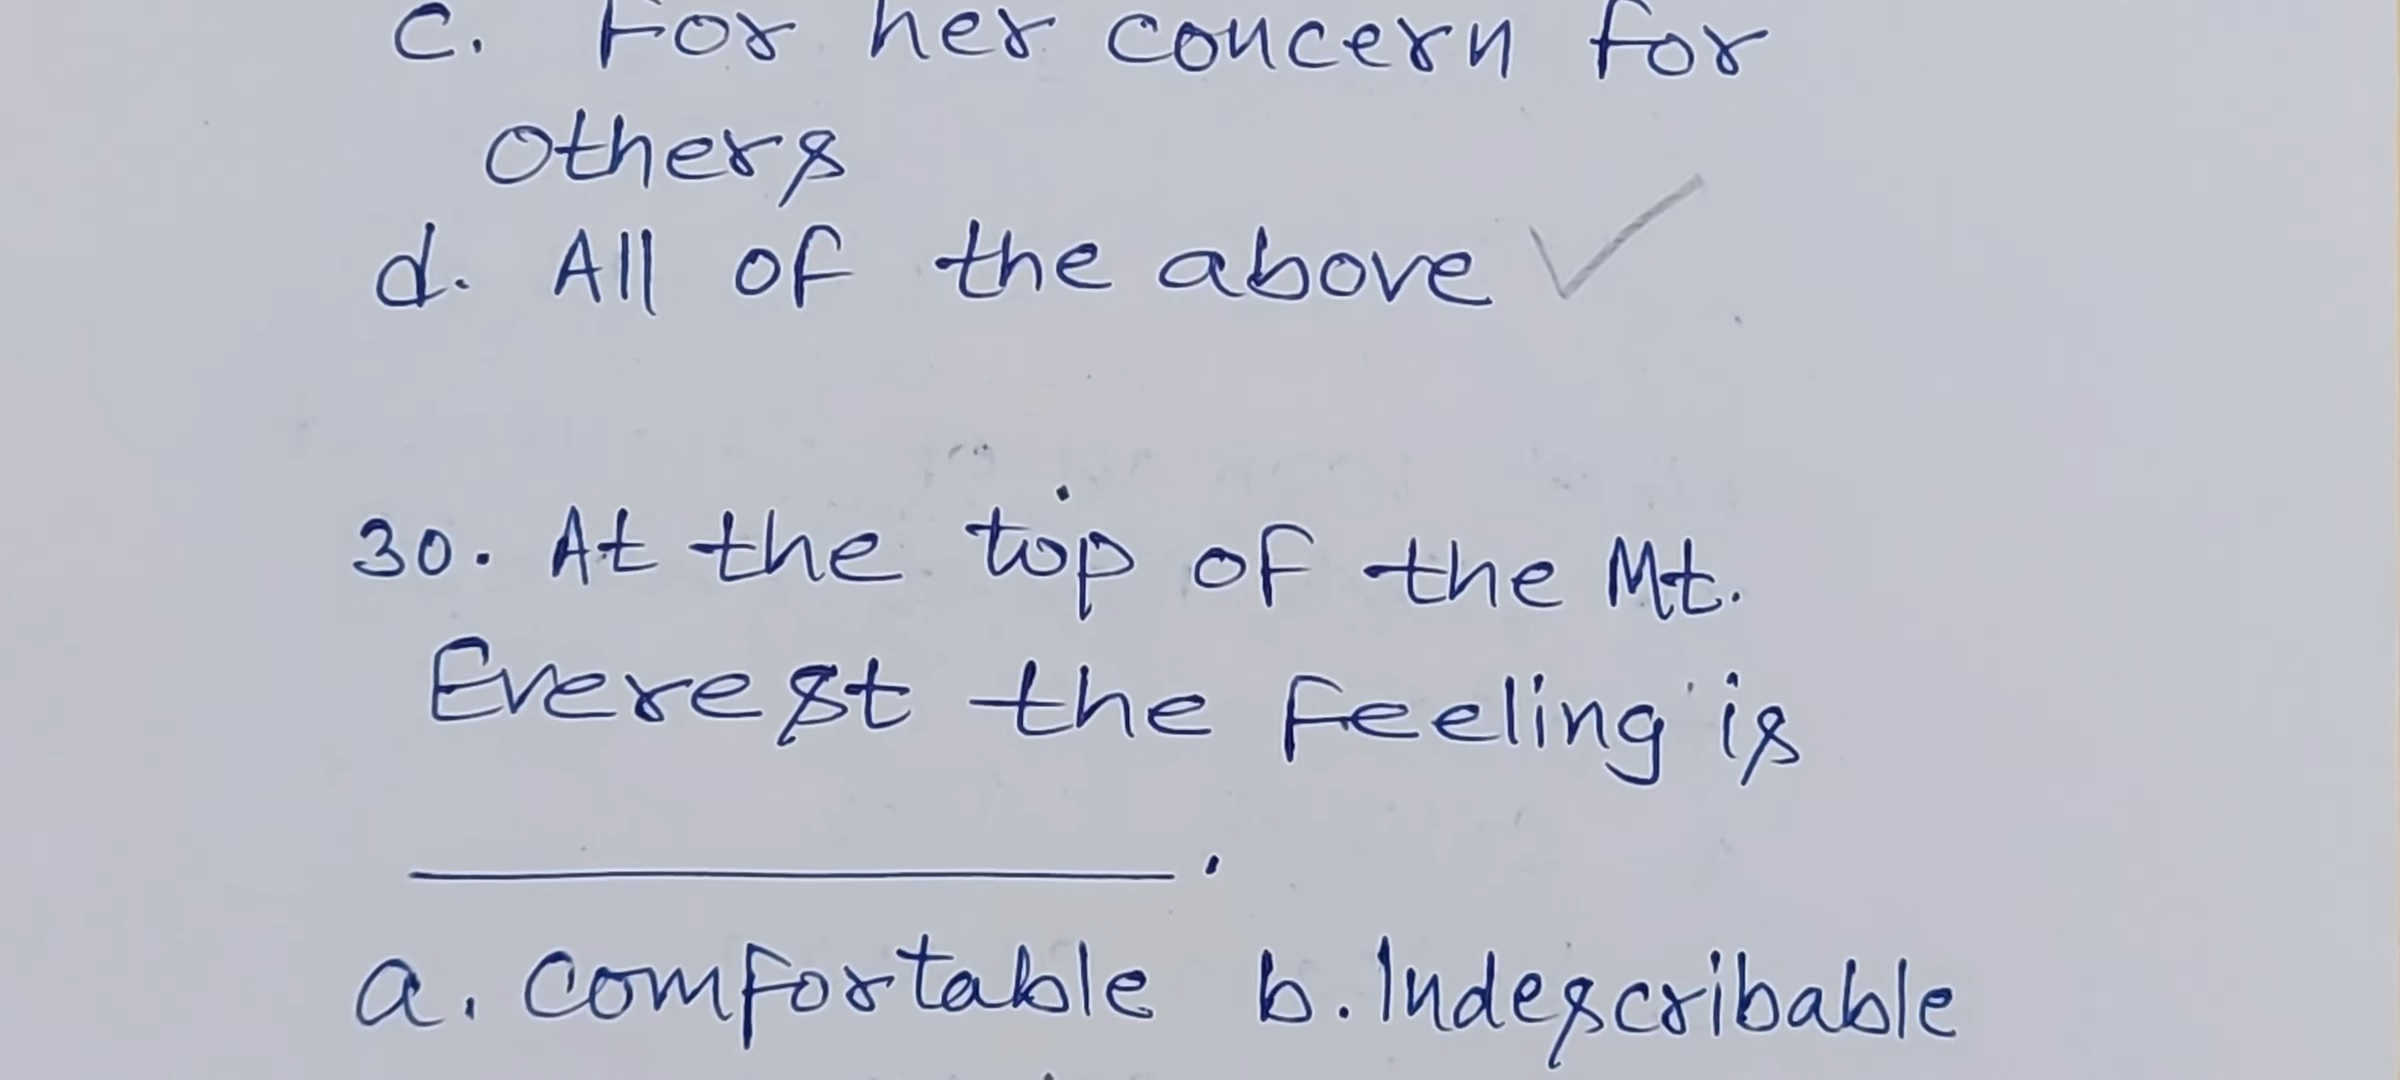 c. For her concern for
others
d. All of the above ✓
30. At the top of the Mt.
Everest the feeling is
__________.
a. comfortable b. Indescribable